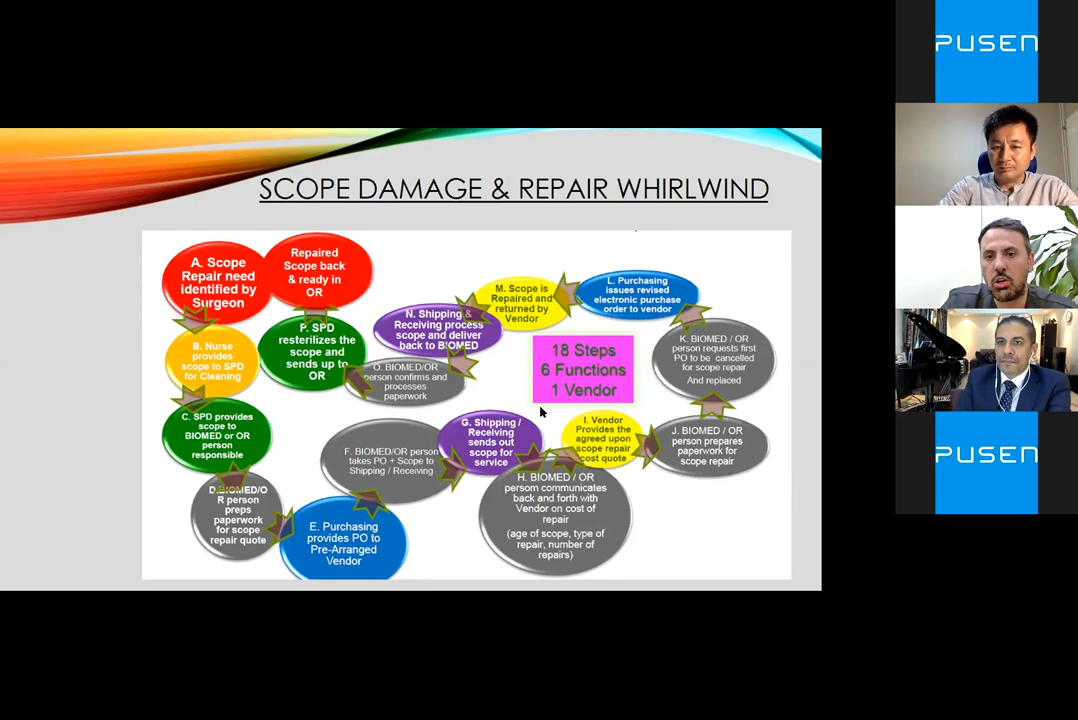 SCOPE DAMAGE & REPAIR WHIRLWIND
A. Scope
Repair need
identified by
Surgeon
Repaired
Scope back
& ready in
OR
B. Nurse
provides
scope to SPD
for Cleaning
P. SPD
resterilizes the
scope and
sends up to
OR
N. Shipping &
Receiving process
scope and deliver
back to BIOMED
M. Scope is
Repaired and
returned by
Vendor
L. Purchasing
issues revised
electronic purchase
order to vendor
18 Steps
6 Functions
1 Vendor
K. BIOMED / OR
person requests first
PO to be cancelled
for scope repair
And replaced
O. BIOMED/OR
person confirms and
processes
paperwork
C. SPD provides
scope to
BIOMED or OR
person
responsible
F. BIOMED/OR person
takes PO + Scope to
Shipping / Receiving
G. Shipping /
Receiving
sends out
scope for
service
I. Vendor
Provides the
agreed upon
scope repair
cost quote
J. BIOMED / OR
person prepares
paperwork for
scope repair
D.BIOMED/O
R person
preps
paperwork
for scope
repair quote
E. Purchasing
provides PO to
Pre-Arranged
Vendor
H. BIOMED / OR
persom communicates
back and forth with
Vendor on cost of
repair
(age of scope, type of
repair, number of
repairs)
PUSEN
PUSEN